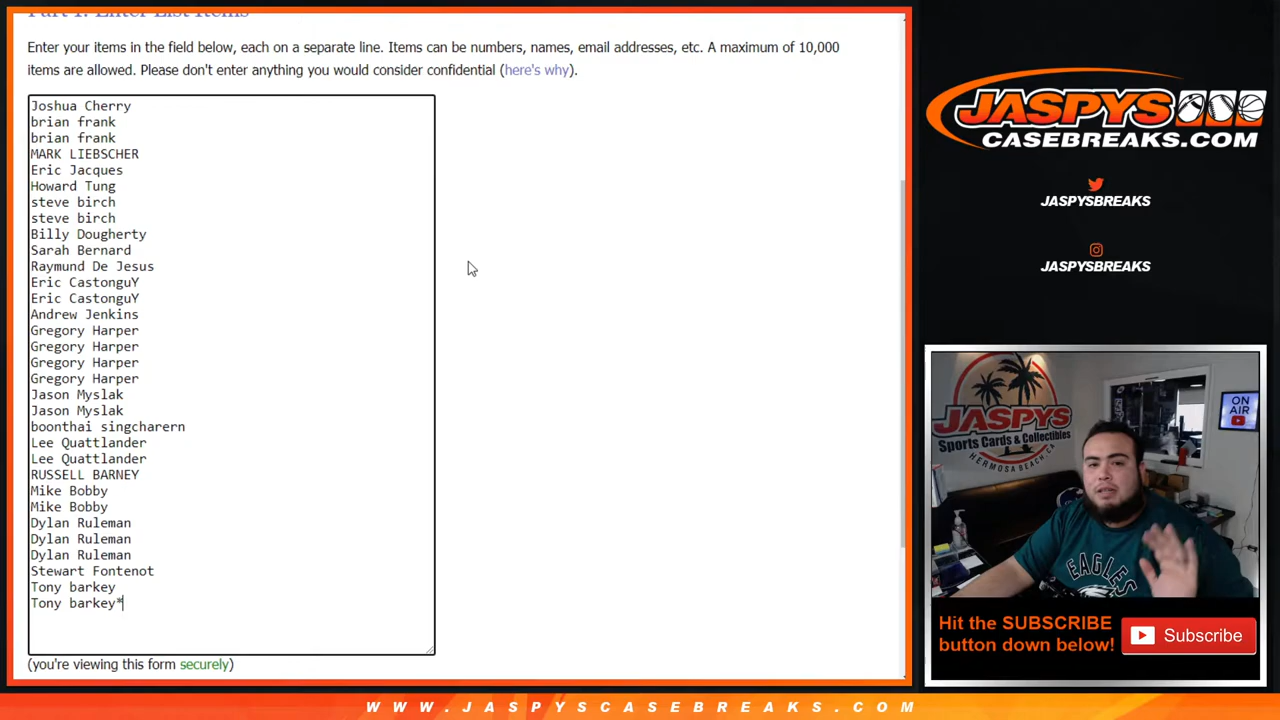 Part 1: Enter List Items
Enter your items in the field below, each on a separate line. Items can be numbers, names, email addresses, etc. A maximum of 10,000
items are allowed. Please don't enter anything you would consider confidential (here's why).
Joshua Cherry
brian frank
brian frank
MARK LIEBSCHER
Eric Jacques
Howard Tung
steve birch
steve birch
Billy Dougherty
Sarah Bernard
Raymund De Jesus
Eric CastonguY
Eric CastonguY
Andrew Jenkins
Gregory Harper
Gregory Harper
Gregory Harper
Gregory Harper
Jason Myslak
Jason Myslak
boonthai singcharern
Lee Quattlander
Lee Quattlander
RUSSELL BARNEY
Mike Bobby
Mike Bobby
Dylan Ruleman
Dylan Ruleman
Dylan Ruleman
Stewart Fontenot
Tony barkey
Tony barkey*
(you're viewing this form securely)
JASPYS
CASEBREAKS.COM
JASPYSBREAKS
JASPYSBREAKS
JASPYS
Sports Cards & Collectibles
HERMOSA BEACH, CA
ON
AIR
EAGLES
Hit the SUBSCRIBE
button down below!
Subscribe
WWW.JASPYSCASEBREAKS.COM